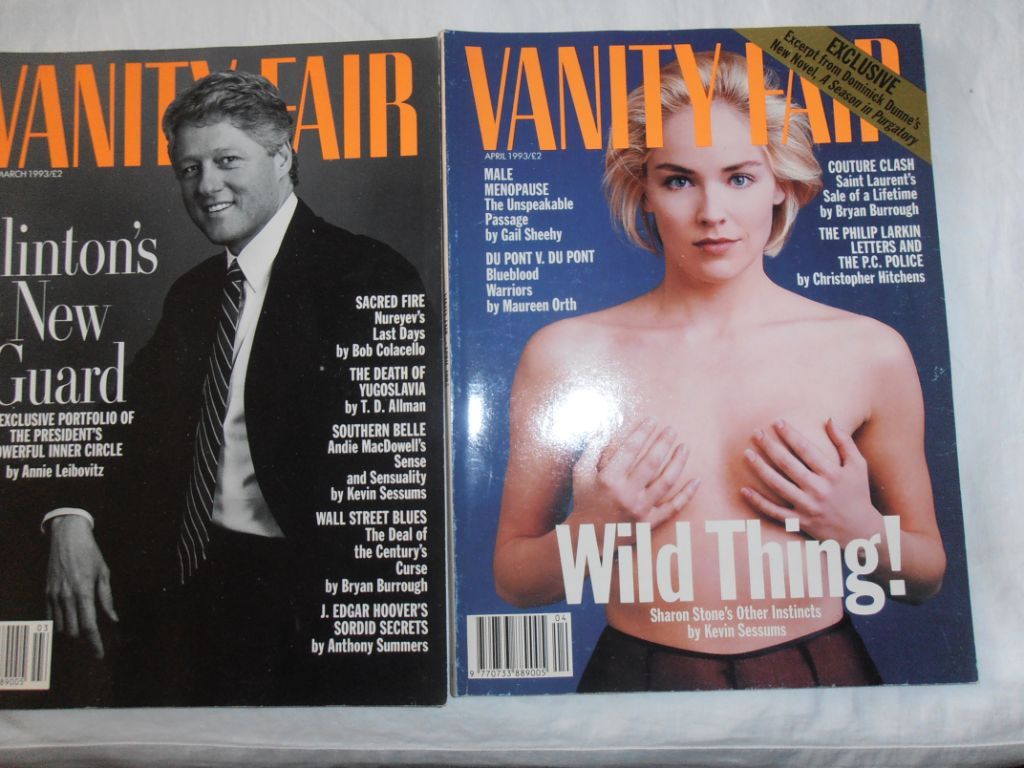 VANITY FAIR
MARCH 1993/£2
linton's
New
Guard
EXCLUSIVE PORTFOLIO OF
THE PRESIDENT'S
OWERFUL INNER CIRCLE
by Annie Leibovitz
SACRED FIRE
Nureyev's
Last Days
by Bob Colacello
THE DEATH OF
YUGOSLAVIA
by T. D. Allman
SOUTHERN BELLE
Andie MacDowell's
Sense
and Sensuality
by Kevin Sessums
WALL STREET BLUES
The Deal of
the Century's
Curse
by Bryan Burrough
J. EDGAR HOOVER'S
SORDID SECRETS
by Anthony Summers
03
89005
VANITY FAIR
APRIL 1993/£2
EXCLUSIVE
Excerpt from Dominick Dunne's
New Novel, A Season in Purgatory
MALE
MENOPAUSE
The Unspeakable
Passage
by Gail Sheehy
DU PONT V. DU PONT
Blueblood
Warriors
by Maureen Orth
COUTURE CLASH
Saint Laurent's
Sale of a Lifetime
by Bryan Burrough
THE PHILIP LARKIN
LETTERS AND
THE P.C. POLICE
by Christopher Hitchens
Wild Thing!
Sharon Stone's Other Instincts
by Kevin Sessums
04
9 770733 889005